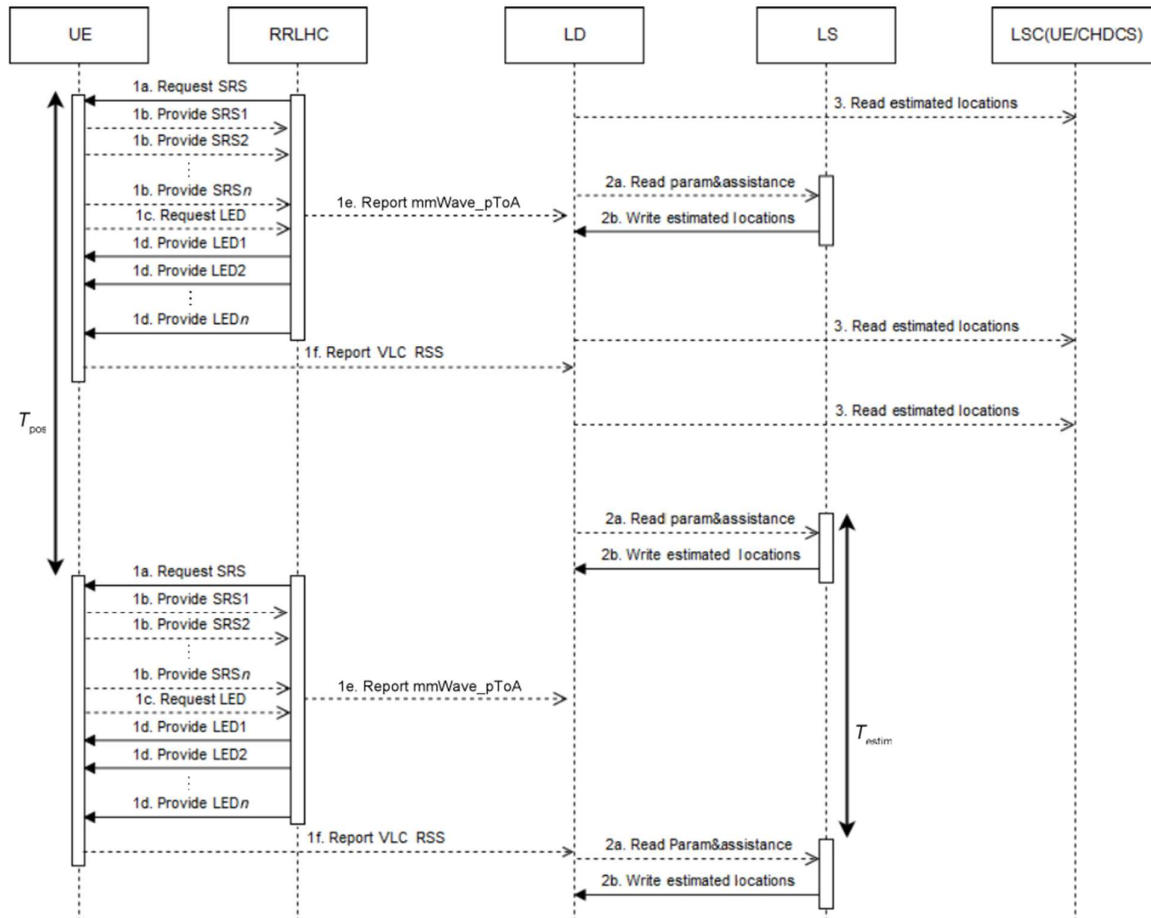 UE
RRLHC
LD
LS
LSC(UE/CHDCS)
1a. Request SRS
3. Read estimated locations
1b. Provide SRS1
1b. Provide SRS2
2a. Read param&assistance
1b. Provide SRSn
1e. Report mmWave_pToA
1c. Request LED
2b. Write estimated locations
1d. Provide LED1
1d. Provide LED2
1d. Provide LEDn
3. Read estimated locations
1f. Report VLC RSS
Tpos
3. Read estimated locations
2a. Read param&assistance
2b. Write estimated locations
1a. Request SRS
1b. Provide SRS1
1b. Provide SRS2
1b. Provide SRSn
1e. Report mmWave_pToA
1c. Request LED
1d. Provide LED1
Testim
1d. Provide LED2
1d. Provide LEDn
1f. Report VLC RSS
2a. Read Param&assistance
2b. Write estimated locations